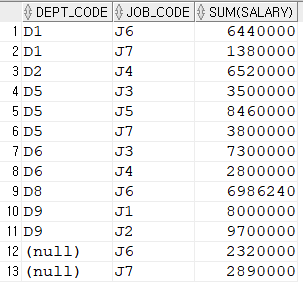 DEPT_CODE JOB_CODE SUM(SALARY)
1 D1 J6 6440000
2 D1 J7 1380000
3 D2 J4 6520000
4 D5 J3 3500000
5 D5 J5 8460000
6 D5 J7 3800000
7 D6 J3 7300000
8 D6 J4 2800000
9 D8 J6 6986240
10 D9 J1 8000000
11 D9 J2 9700000
12 (null) J6 2320000
13 (null) J7 2890000